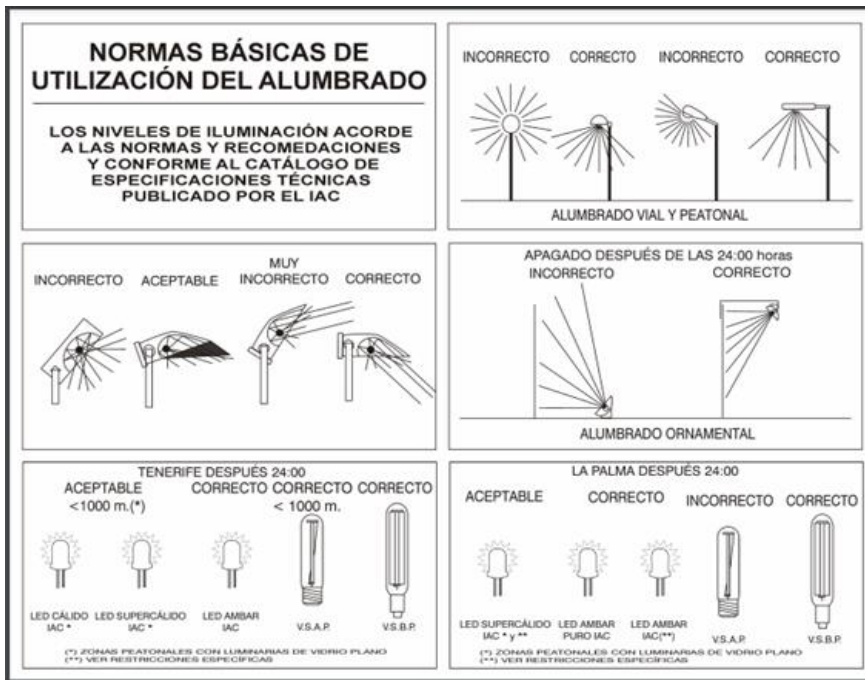 NORMAS BÁSICAS DE
UTILIZACIÓN DEL ALUMBRADO
LOS NIVELES DE ILUMINACIÓN ACORDE
A LAS NORMAS Y RECOMEDACIONES
Y CONFORME AL CATÁLOGO DE
ESPECIFICACIONES TÉCNICAS
PUBLICADO POR EL IAC
INCORRECTO CORRECTO INCORRECTO CORRECTO
ALUMBRADO VIAL Y PEATONAL
INCORRECTO ACEPTABLE MUY INCORRECTO CORRECTO
APAGADO DESPUÉS DE LAS 24:00 horas
INCORRECTO CORRECTO
ALUMBRADO ORNAMENTAL
TENERIFE DESPUÉS 24:00
ACEPTABLE CORRECTO CORRECTO CORRECTO
<1000 m.(*) < 1000 m.
LED CÁLIDO LED SUPERCÁLIDO LED AMBAR
IAC * IAC * IAC V.S.A.P. V.S.B.P.
(*) ZONAS PEATONALES CON LUMINARIAS DE VIDRIO PLANO
(**) VER RESTRICCIONES ESPECÍFICAS
LA PALMA DESPUÉS 24:00
ACEPTABLE CORRECTO INCORRECTO CORRECTO
LED SUPERCÁLIDO LED AMBAR LED AMBAR
IAC * y ** PURO IAC IAC(**) V.S.A.P. V.S.B.P.
(*) ZONAS PEATONALES CON LUMINARIAS DE VIDRIO PLANO
(**) VER RESTRICCIONES ESPECÍFICAS